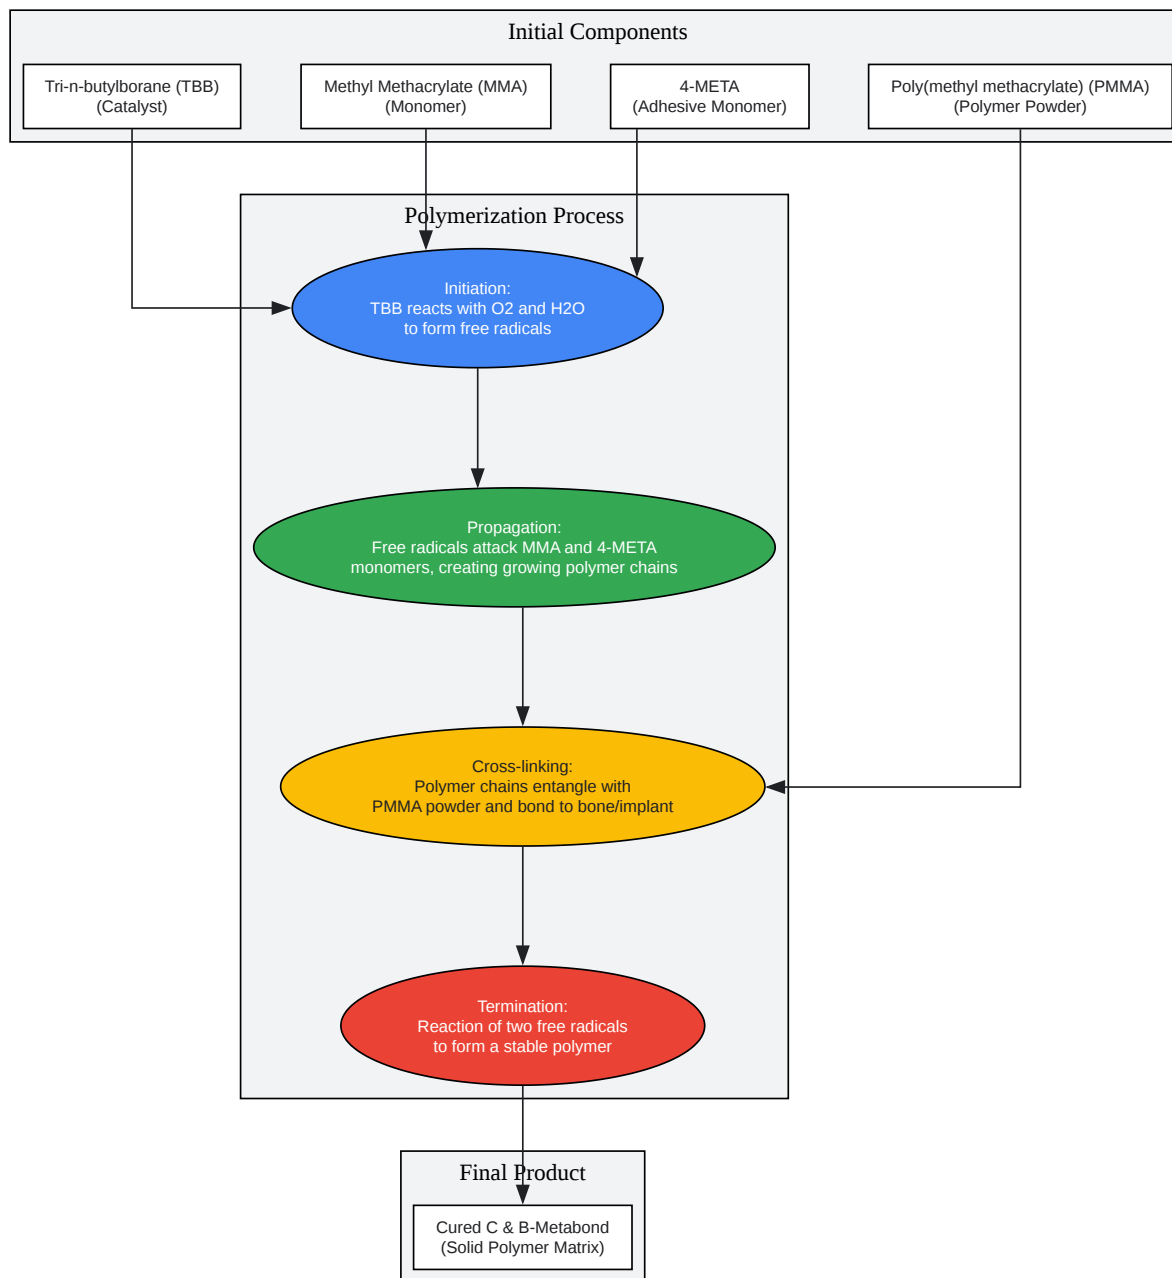 Initial Components
Tri-n-butylborane (TBB)
(Catalyst)
Methyl Methacrylate (MMA)
(Monomer)
4-META
(Adhesive Monomer)
Poly(methyl methacrylate) (PMMA)
(Polymer Powder)
Polymerization Process
Initiation:
TBB reacts with O2 and H2O
to form free radicals
Propagation:
Free radicals attack MMA and 4-META
monomers, creating growing polymer chains
Cross-linking:
Polymer chains entangle with
PMMA powder and bond to bone/implant
Termination:
Reaction of two free radicals
to form a stable polymer
Final Product
Cured C & B-Metabond
(Solid Polymer Matrix)